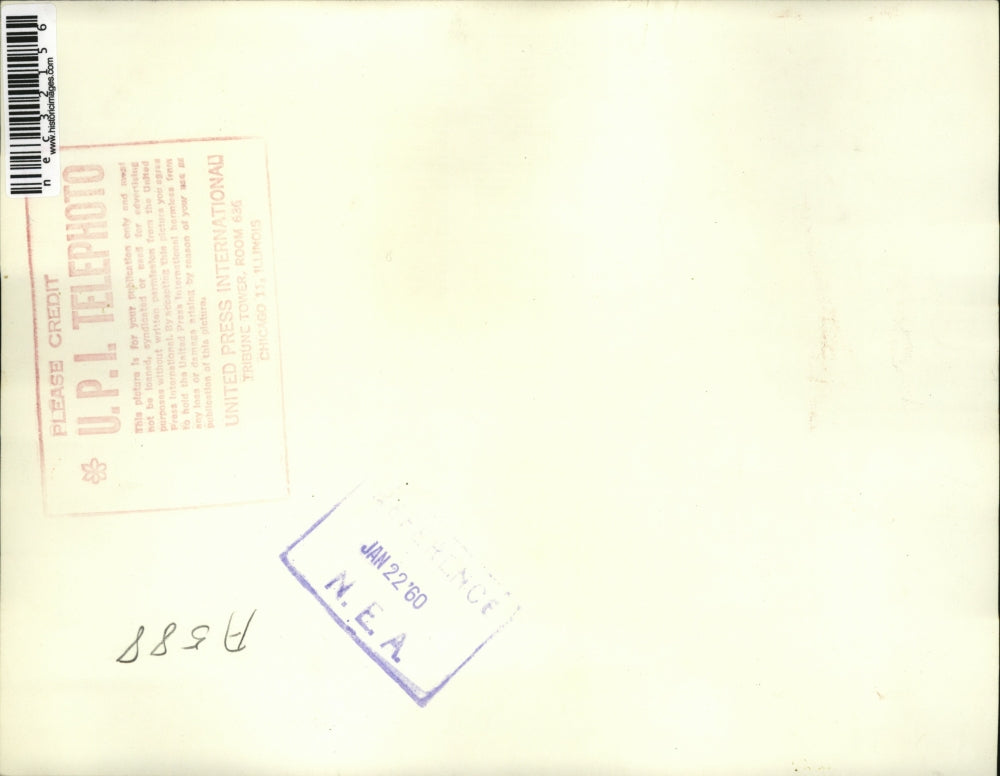 nec32156
www.historicimages.com
PLEASE CREDIT
U.P.I. TELEPHOTO
This picture is for your publication only and must
not be loaned, syndicated or used for advertising
purposes without written permission from the United
Press International. By accepting this picture you agree
to hold the United Press International harmless from
any loss or damage arising by reason of your use or
publication of this picture.
UNITED PRESS INTERNATIONAL
TRIBUNE TOWER, ROOM 636
CHICAGO 11, ILLINOIS
REFERENCE
JAN 22 '60
N. E. A.
A588